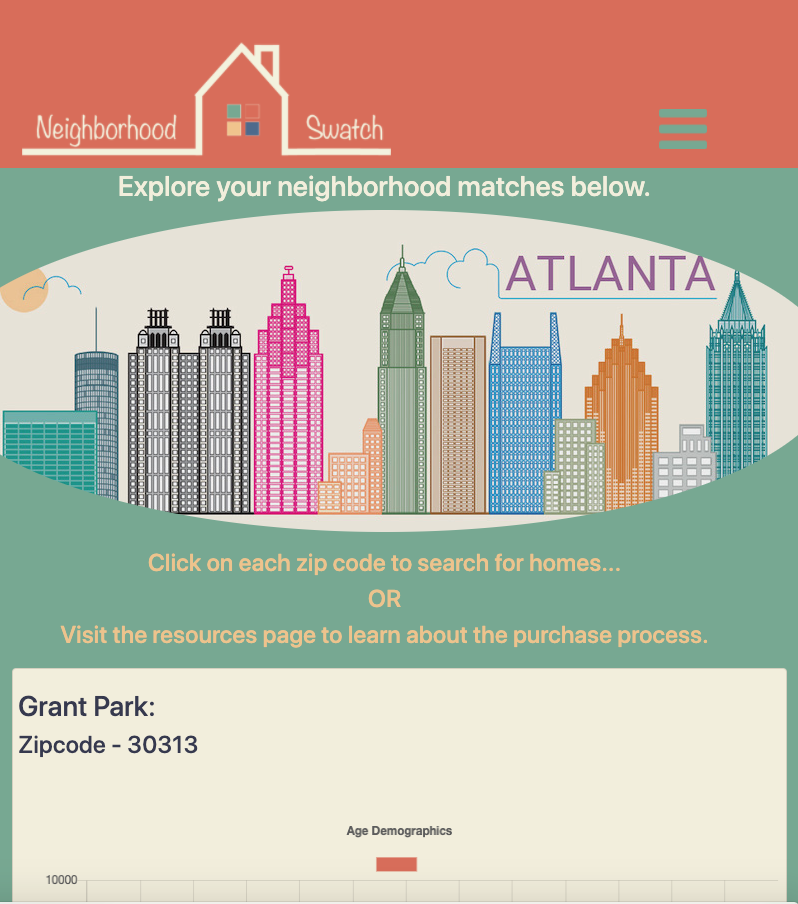 Neighborhood Swatch
Explore your neighborhood matches below.
ATLANTA
Click on each zip code to search for homes...
OR
Visit the resources page to learn about the purchase process.
Grant Park:
Zipcode - 30313
Age Demographics
10000